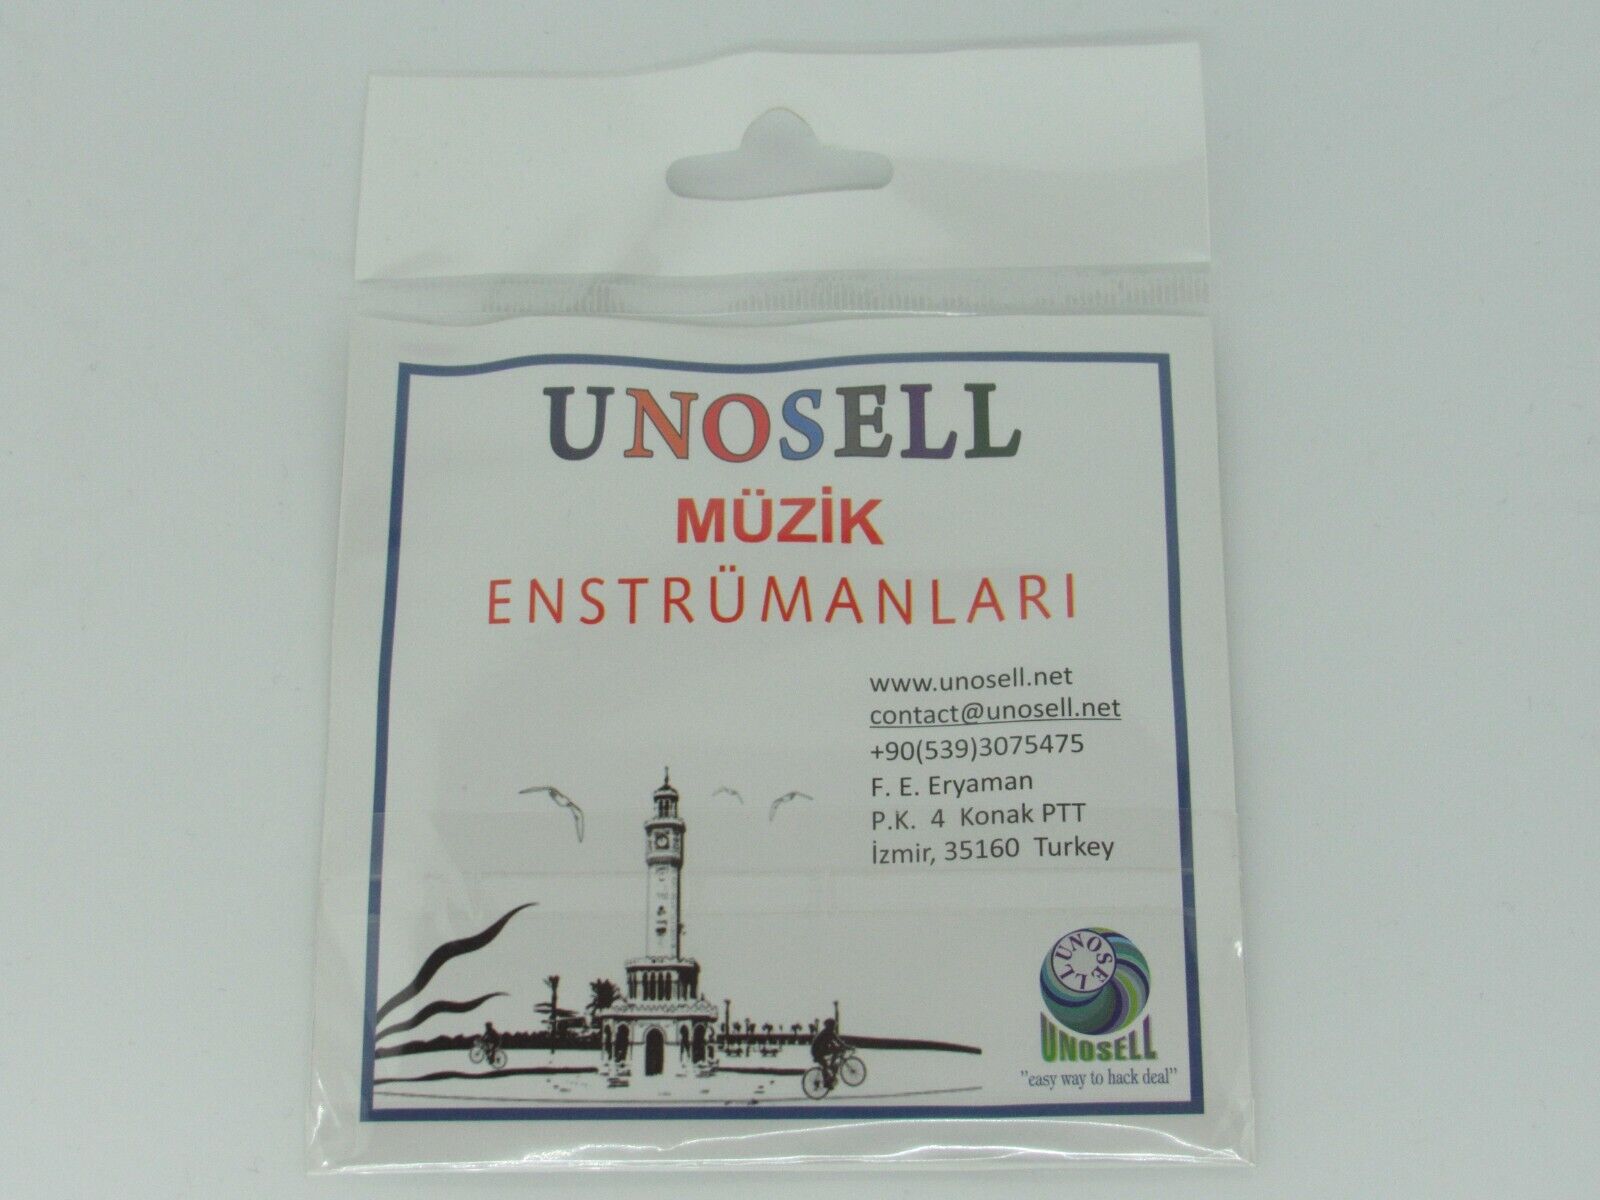 UNOSELL
MÜZİK
ENSTRÜMANLARI
www.unosell.net
contact@unosell.net
+90(539)3075475
F. E. Eryaman
P.K. 4 Konak PTT
İzmir, 35160 Turkey
UNOSELL
UNOSELL
"easy way to hack deal"